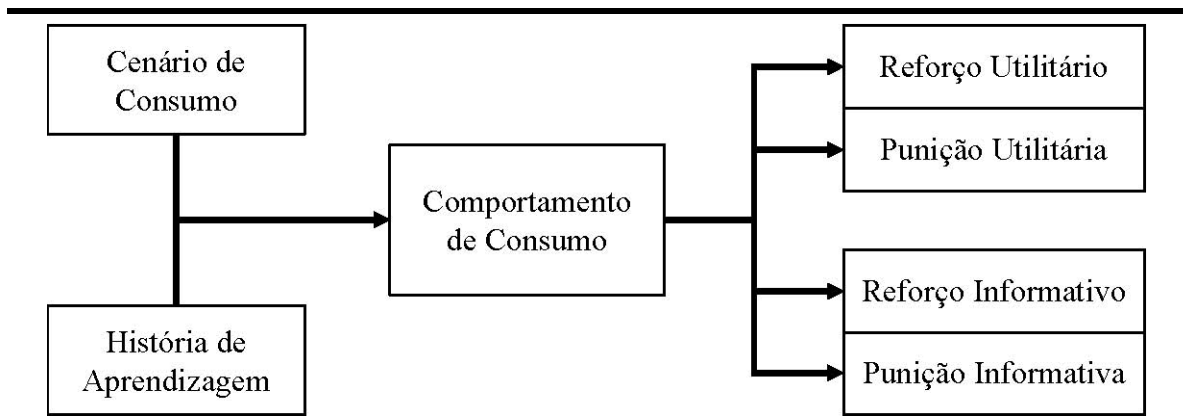 Cenário de
Consumo
História de
Aprendizagem
Comportamento
de Consumo
Reforço Utilitário
Punição Utilitária
Reforço Informativo
Punição Informativa